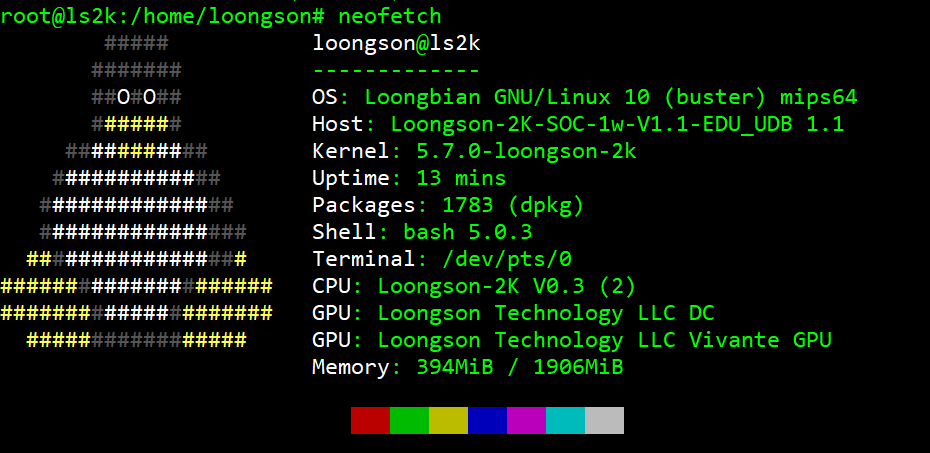 root@ls2k:/home/loongson# neofetch
        #####           loongson@ls2k
       #######          -------------
       ##O#O##          OS: Loongbian GNU/Linux 10 (buster) mips64
       #######          Host: Loongson-2K-SOC-1w-V1.1-EDU_UDB 1.1
     ###########        Kernel: 5.7.0-loongson-2k
    #############       Uptime: 13 mins
   ###############      Packages: 1783 (dpkg)
   ################     Shell: bash 5.0.3
  #################     Terminal: /dev/pts/0
#####################   CPU: Loongson-2K V0.3 (2)
#####################   GPU: Loongson Technology LLC DC
  #################     GPU: Loongson Technology LLC Vivante GPU
                        Memory: 394MiB / 1906MiB